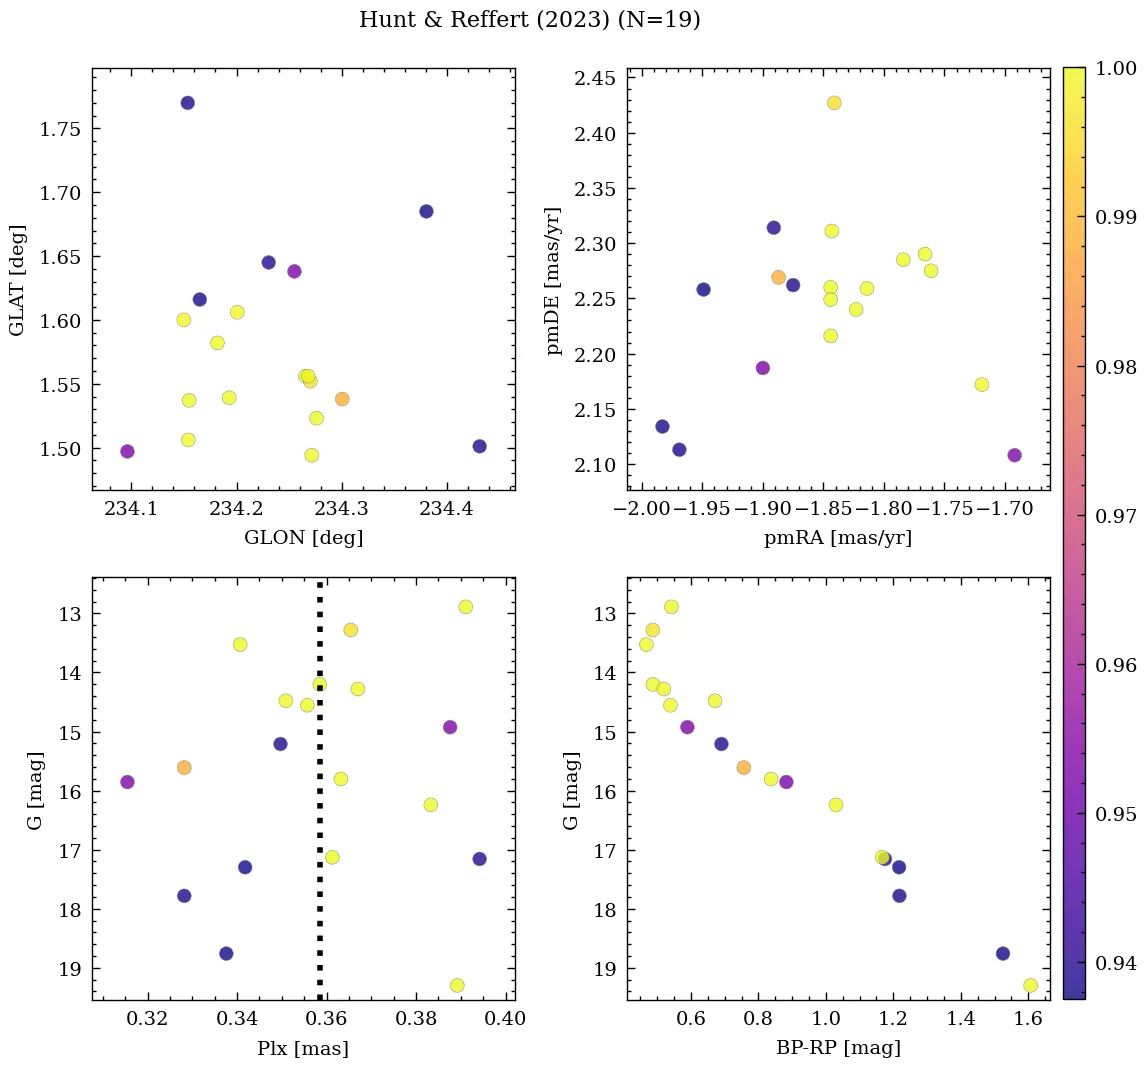 Hunt & Reffert (2023) (N=19)
GLAT [deg]
1.75
1.70
1.65
1.60
1.55
1.50
234.1 234.2 234.3 234.4
GLON [deg]
pmDE [mas/yr]
2.45
2.40
2.35
2.30
2.25
2.20
2.15
2.10
−2.00 −1.95 −1.90 −1.85 −1.80 −1.75 −1.70
pmRA [mas/yr]
G [mag]
13
14
15
16
17
18
19
0.32 0.34 0.36 0.38 0.40
Plx [mas]
G [mag]
13
14
15
16
17
18
19
0.6 0.8 1.0 1.2 1.4 1.6
BP-RP [mag]
1.00
0.99
0.98
0.97
0.96
0.95
0.94